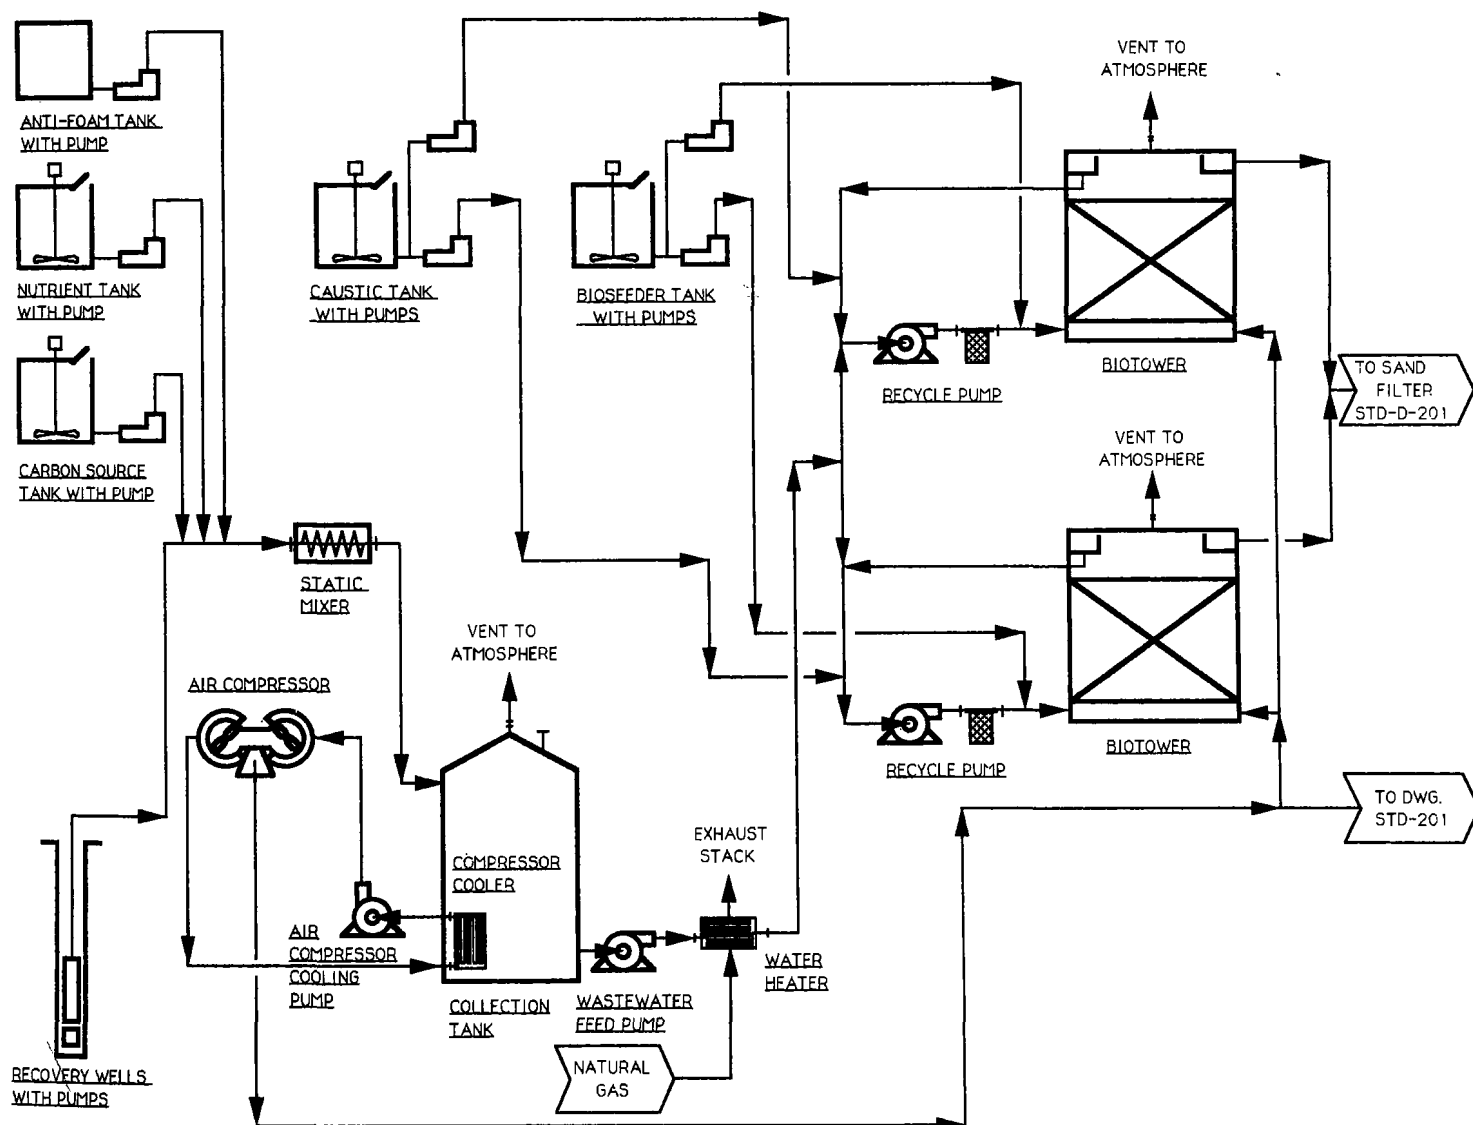 ANTI-FOAM TANK
WITH PUMP
NUTRIENT TANK
WITH PUMP
CARBON SOURCE
TANK WITH PUMP
CAUSTIC TANK
WITH PUMPS
BIOSEEDER TANK
WITH PUMPS
VENT TO
ATMOSPHERE
BIOTOWER
RECYCLE PUMP
TO SAND
FILTER
STD-D-201
VENT TO
ATMOSPHERE
STATIC
MIXER
VENT TO
ATMOSPHERE
AIR COMPRESSOR
BIOTOWER
RECYCLE PUMP
TO DWG.
STD-201
EXHAUST
STACK
COMPRESSOR
COOLER
AIR
COMPRESSOR
COOLING
PUMP
WATER
HEATER
COLLECTION
TANK
WASTEWATER
FEED PUMP
NATURAL
GAS
RECOVERY WELLS
WITH PUMPS